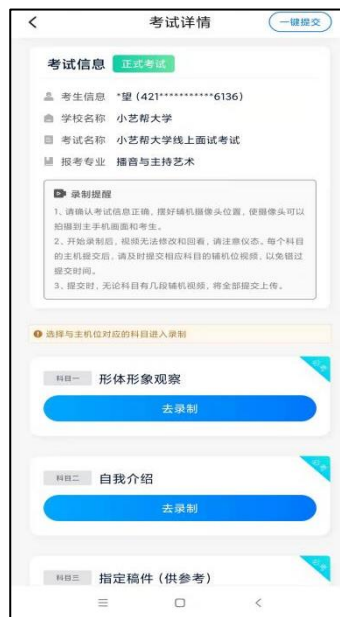 考试详情
一键提交
考试信息 正式考试
考生信息 *望 (421***********6136)
学校名称 小艺帮大学
考试名称 小艺帮大学线上面试考试
报考专业 播音与主持艺术
录制提醒
1、请确认考试信息正确，摆好辅机摄像头位置，使摄像头可以
拍摄到主手机画面和考生。
2、开始录制后，视频无法修改和回看，请注意仪态。每个科目
的主机提交后，请及时提交相应科目的辅机位视频，以免错过
提交时间。
3、提交时，无论科目有几段辅机视频，将全部提交上传。
选择与主机位对应的科目进入录制
必考
科目一 形体形象观察
去录制
必考
科目二 自我介绍
去录制
必考
科目三 指定稿件（供参考）